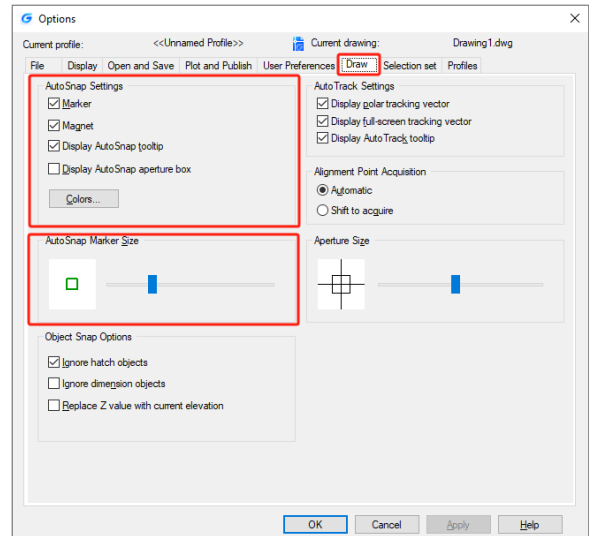 Options
Current profile: <<Unnamed Profile>> Current drawing: Drawing1.dwg
File Display Open and Save Plot and Publish User Preferences Draw Selection set Profiles
AutoSnap Settings
Marker
Magnet
Display AutoSnap tooltip
Display AutoSnap aperture box
Colors...
AutoTrack Settings
Display polar tracking vector
Display full-screen tracking vector
Display AutoTrack tooltip
Alignment Point Acquisition
Automatic
Shift to acquire
AutoSnap Marker Size
Aperture Size
Object Snap Options
Ignore hatch objects
Ignore dimension objects
Replace Z value with current elevation
OK Cancel Apply Help